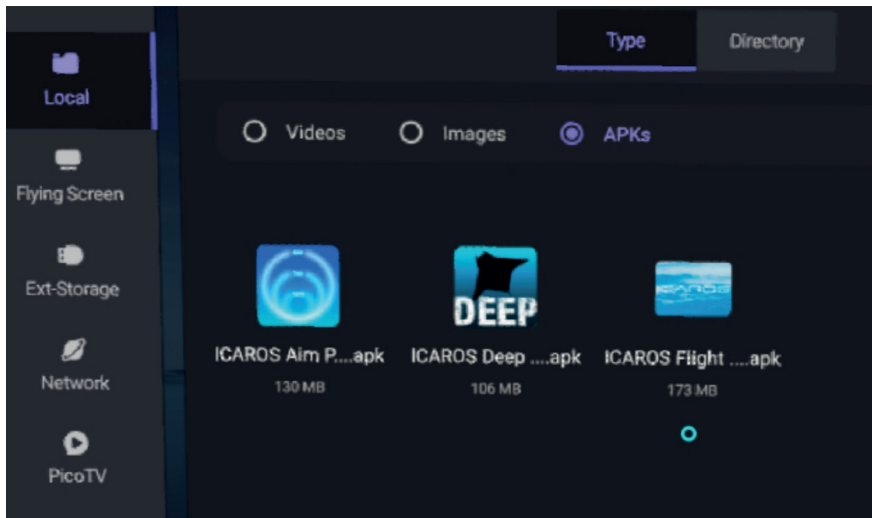 Type
Directory
Local
Videos
Images
APKs
Flying Screen
Ext-Storage
Network
PicoTV
DEEP
ICAROS
ICAROS Aim P....apk
ICAROS Deep ....apk
ICAROS Flight ....apk
130 MB
106 MB
173 MB